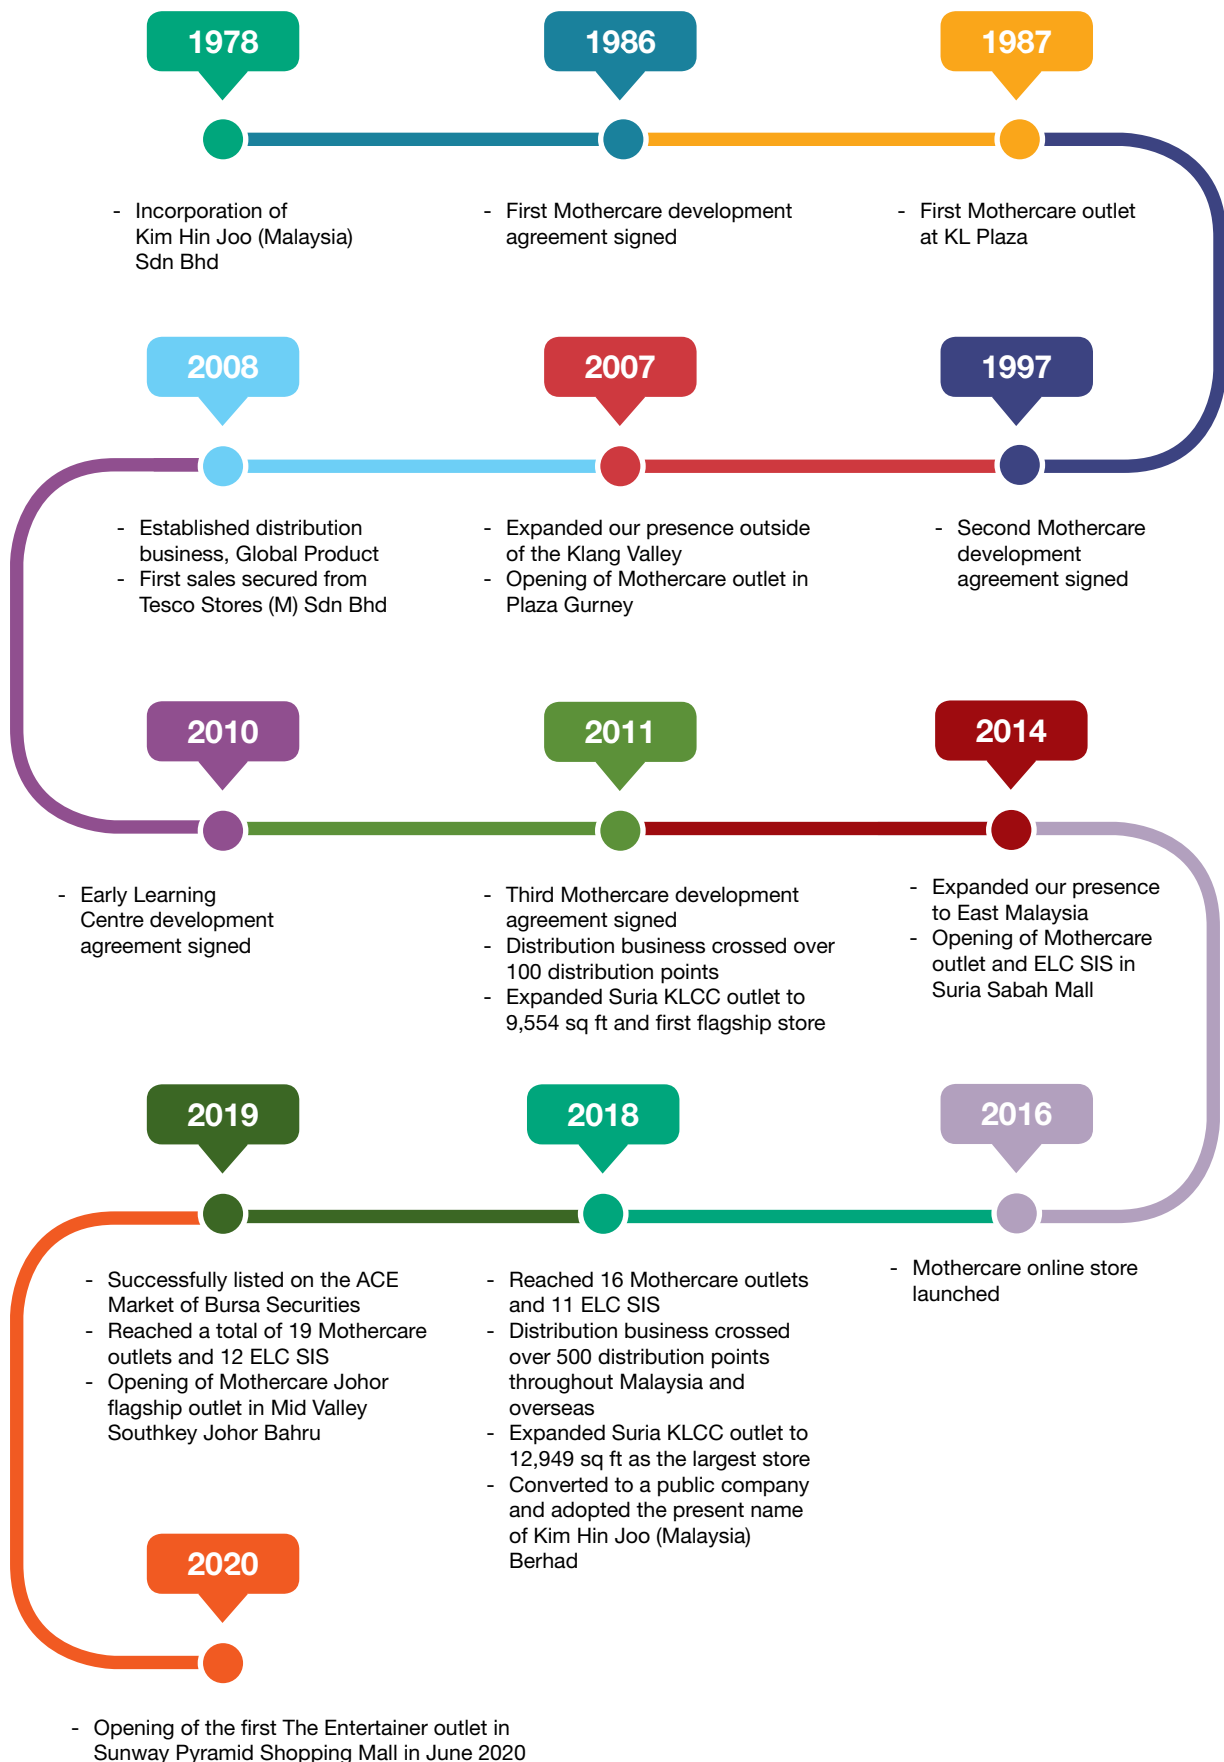 1978
1986
1987
- Incorporation of
Kim Hin Joo (Malaysia)
Sdn Bhd
- First Mothercare development
agreement signed
- First Mothercare outlet
at KL Plaza
2008
2007
1997
- Established distribution
business, Global Product
- First sales secured from
Tesco Stores (M) Sdn Bhd
- Expanded our presence outside
of the Klang Valley
- Opening of Mothercare outlet in
Plaza Gurney
- Second Mothercare
development
agreement signed
2010
2011
2014
- Early Learning
Centre development
agreement signed
- Third Mothercare development
agreement signed
- Distribution business crossed over
100 distribution points
- Expanded Suria KLCC outlet to
9,554 sq ft and first flagship store
- Expanded our presence
to East Malaysia
- Opening of Mothercare
outlet and ELC SIS in
Suria Sabah Mall
2019
2018
2016
- Successfully listed on the ACE
Market of Bursa Securities
- Reached a total of 19 Mothercare
outlets and 12 ELC SIS
- Opening of Mothercare Johor
flagship outlet in Mid Valley
Southkey Johor Bahru
- Reached 16 Mothercare outlets
and 11 ELC SIS
- Distribution business crossed
over 500 distribution points
throughout Malaysia and
overseas
- Expanded Suria KLCC outlet to
12,949 sq ft as the largest store
- Converted to a public company
and adopted the present name
of Kim Hin Joo (Malaysia)
Berhad
- Mothercare online store
launched
2020
- Opening of the first The Entertainer outlet in
Sunway Pyramid Shopping Mall in June 2020